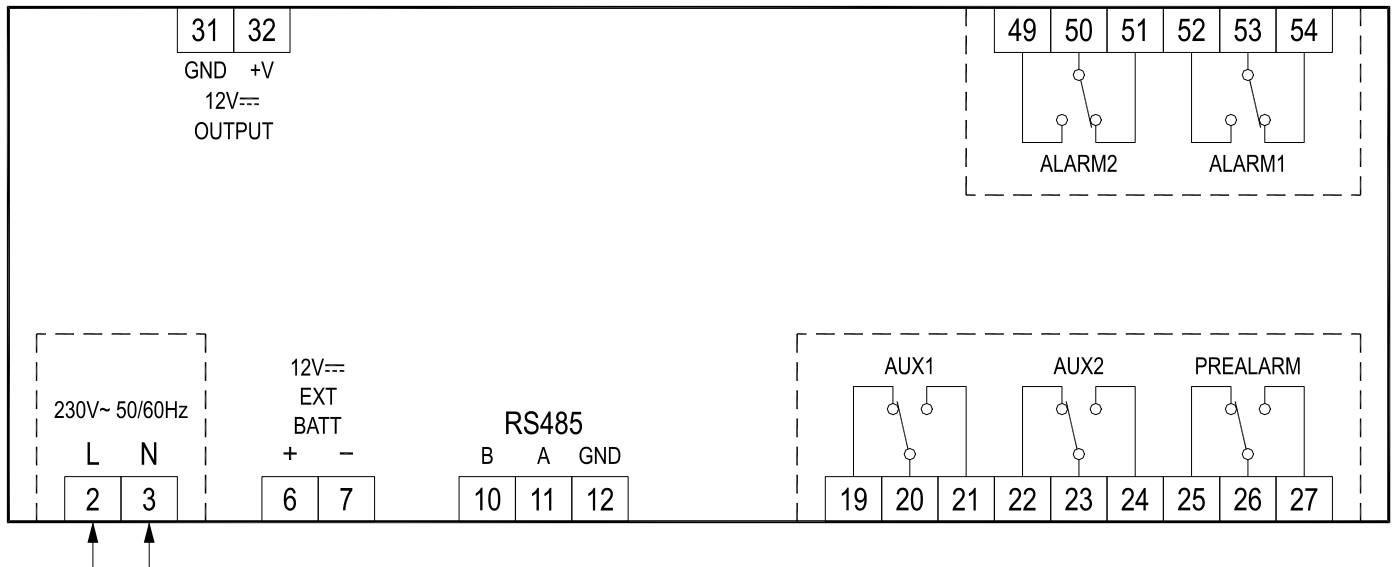 31 32 49 50 51 52 53 54
GND +V
12V⎓
OUTPUT
ALARM2 ALARM1
12V⎓
EXT
BATT
+ −
230V~ 50/60Hz
L N
RS485
B A GND
AUX1 AUX2 PREALARM
2 3 6 7 10 11 12 19 20 21 22 23 24 25 26 27